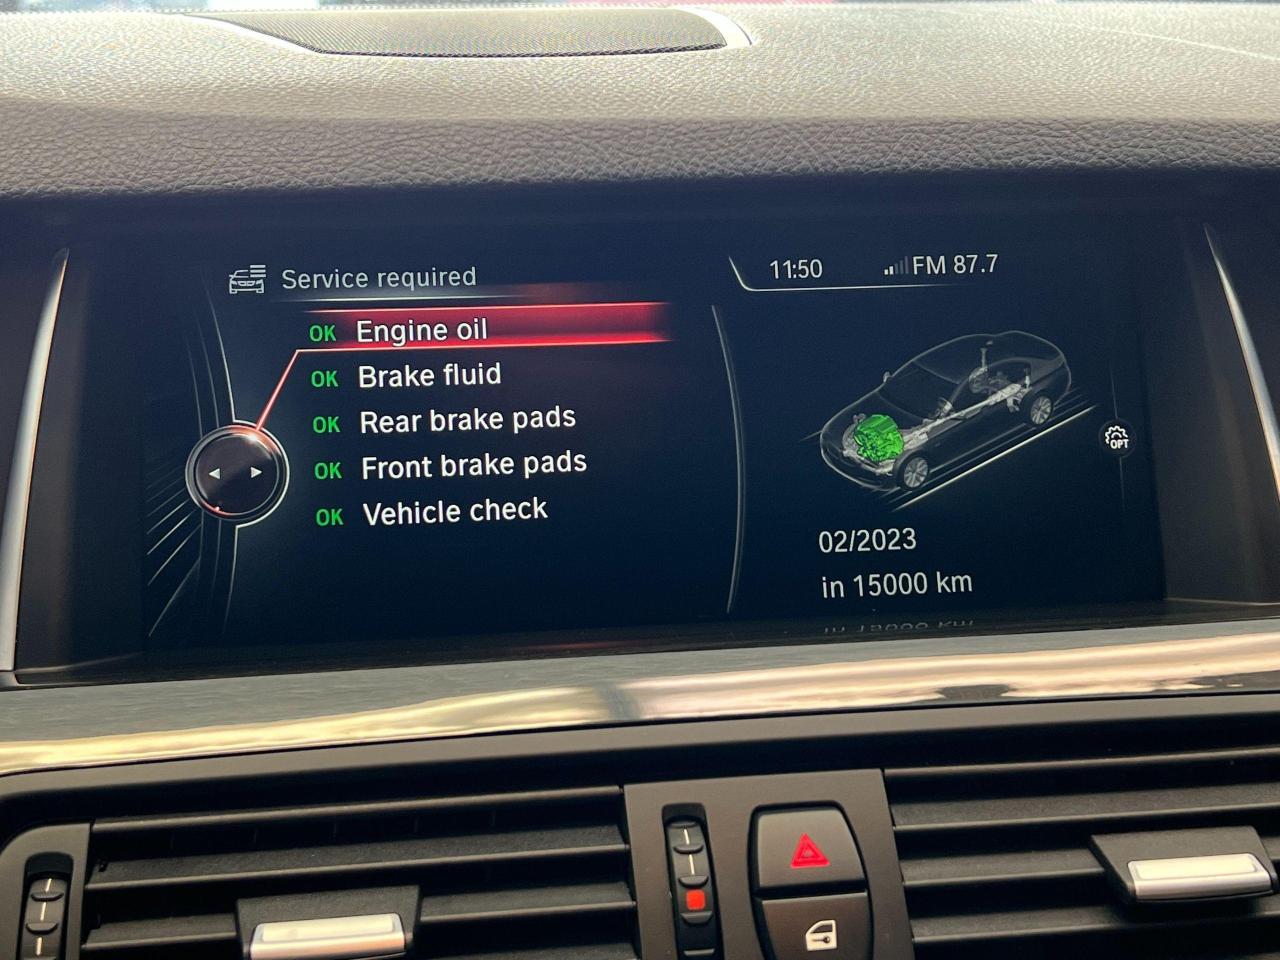 Service required
11:50 FM 87.7
OK Engine oil
OK Brake fluid
OK Rear brake pads
OK Front brake pads
OK Vehicle check
OPT
02/2023
in 15000 km